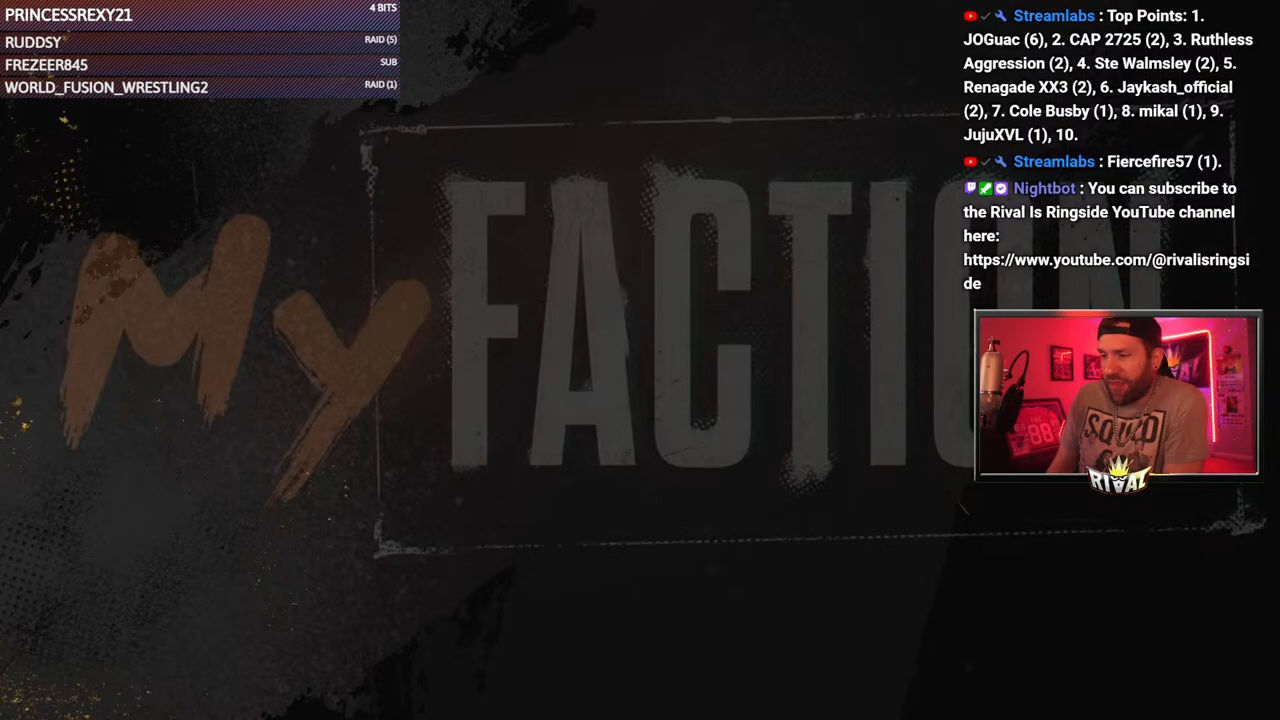 PRINCESSREXY21 4 BITS
RUDDSY RAID (5)
FREZEER845 SUB
WORLD_FUSION_WRESTLING2 RAID (1)
My FACTION
Streamlabs : Top Points: 1.
JOGuac (6), 2. CAP 2725 (2), 3. Ruthless
Aggression (2), 4. Ste Walmsley (2), 5.
Renagade XX3 (2), 6. Jaykash_official
(2), 7. Cole Busby (1), 8. mikal (1), 9.
JujuXVL (1), 10.
Streamlabs : Fiercefire57 (1).
Nightbot : You can subscribe to
the Rival Is Ringside YouTube channel
here:
https://www.youtube.com/@rivalisringsi
de
88
SQUAD
RIVAL